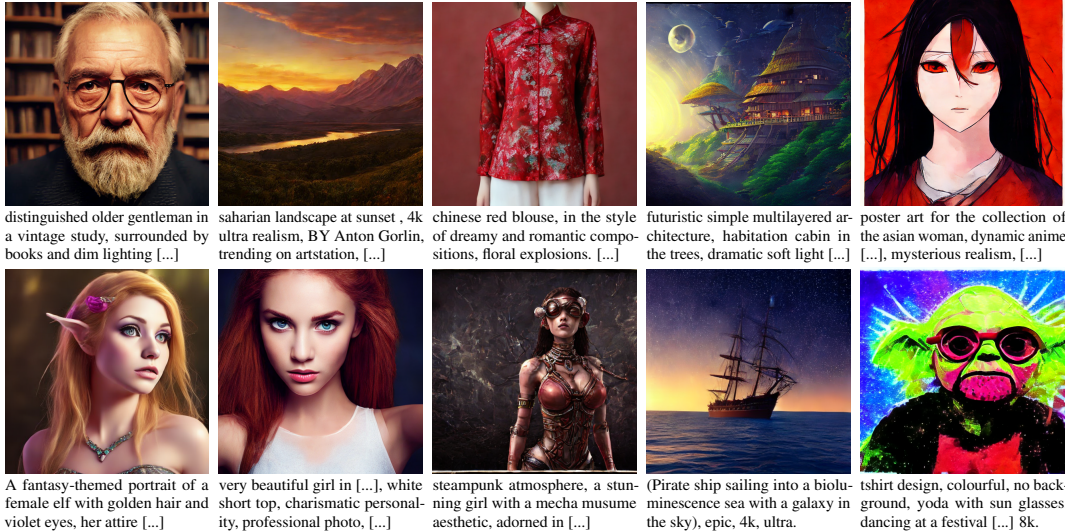 distinguished older gentleman in
a vintage study, surrounded by
books and dim lighting [...]
saharian landscape at sunset , 4k
ultra realism, BY Anton Gorlin,
trending on artstation, [...]
chinese red blouse, in the style
of dreamy and romantic compo-
sitions, floral explosions. [...]
futuristic simple multilayered ar-
chitecture, habitation cabin in
the trees, dramatic soft light [...]
poster art for the collection of
the asian woman, dynamic anime
[...], mysterious realism, [...]
A fantasy-themed portrait of a
female elf with golden hair and
violet eyes, her attire [...]
very beautiful girl in [...], white
short top, charismatic personal-
ity, professional photo, [...]
steampunk atmosphere, a stun-
ning girl with a mecha musume
aesthetic, adorned in [...]
(Pirate ship sailing into a biolu-
minescence sea with a galaxy in
the sky), epic, 4k, ultra.
tshirt design, colourful, no back-
ground, yoda with sun glasses,
dancing at a festival [...] 8k.